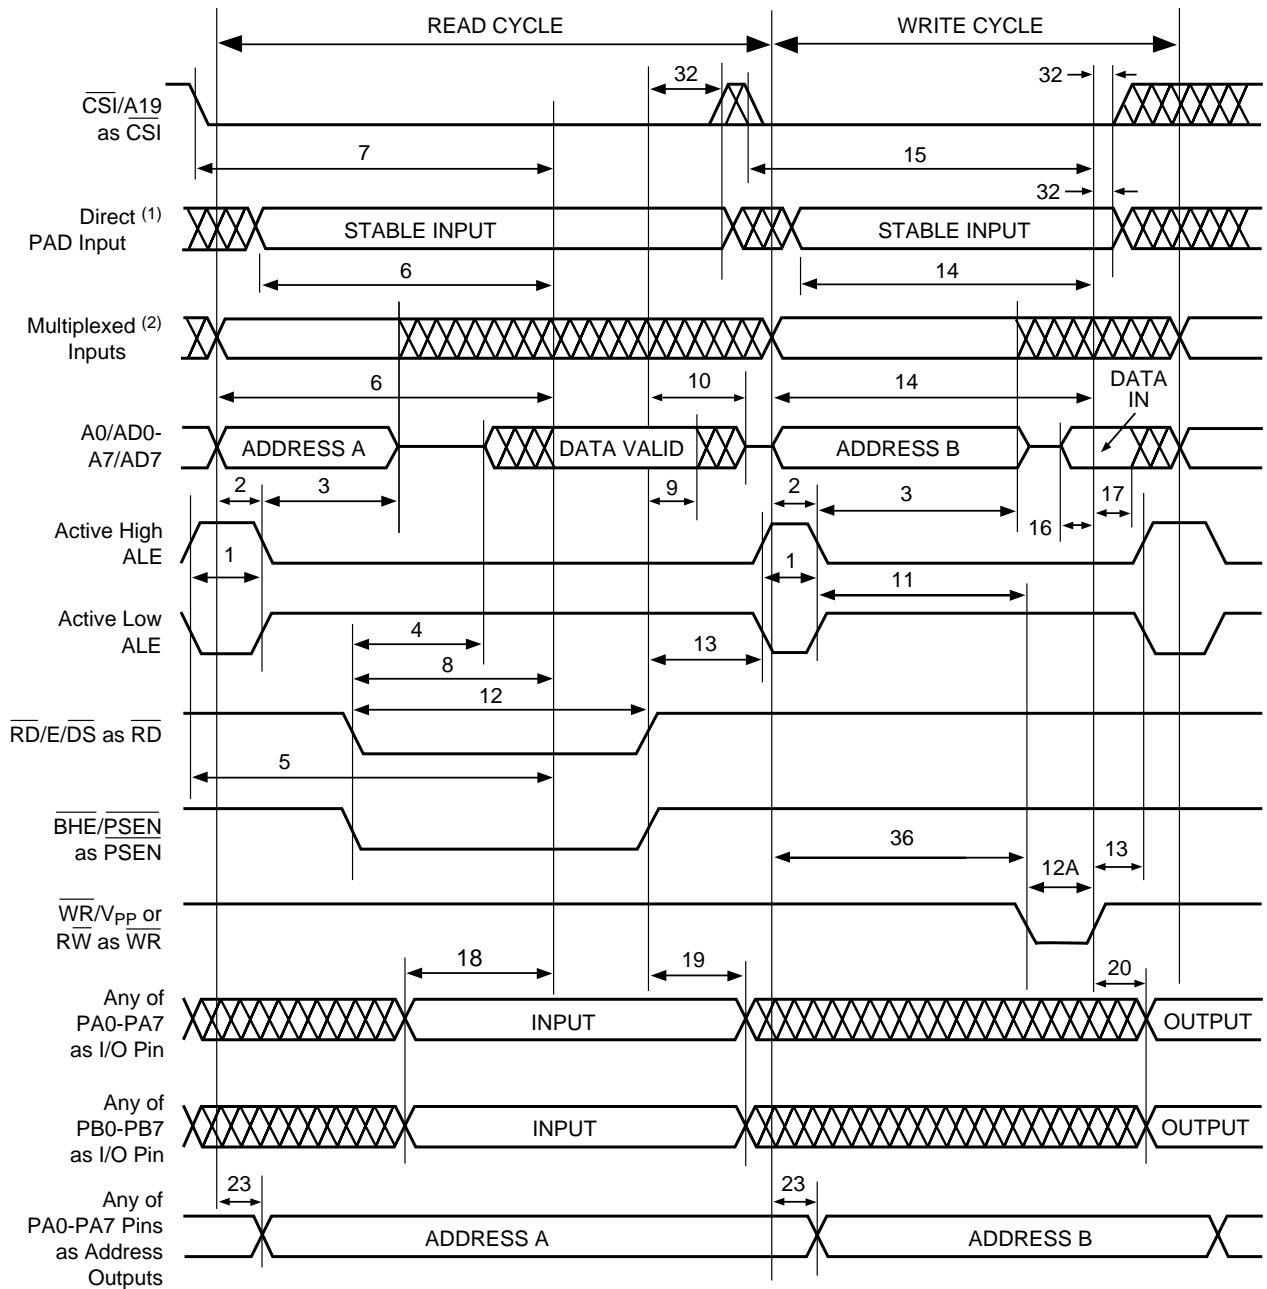 READ CYCLE
WRITE CYCLE
32
32
CSI/A19
as CSI
7
15
32
Direct (1)
PAD Input
STABLE INPUT
STABLE INPUT
6
14
Multiplexed (2)
Inputs
6
10
14
DATA
IN
A0/AD0-
A7/AD7
ADDRESS A
DATA VALID
ADDRESS B
2
3
9
2
3
17
16
Active High
ALE
1
1
11
Active Low
ALE
4
13
8
12
RD/E/DS as RD
5
BHE/PSEN
as PSEN
36
13
12A
WR/VPP or
RW as WR
18
19
20
Any of
PA0-PA7
as I/O Pin
INPUT
OUTPUT
Any of
PB0-PB7
as I/O Pin
INPUT
OUTPUT
23
23
Any of
PA0-PA7 Pins
as Address
Outputs
ADDRESS A
ADDRESS B